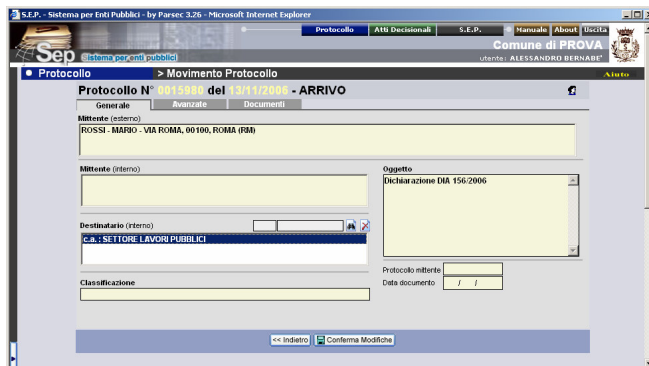 S.E.P. - Sistema per Enti Pubblici - by Parsec 3.26 - Microsoft Internet Explorer
Protocollo Atti Decisionali S.E.P. Manuale About Uscita
Sep Sistema per enti pubblici
Comune di PROVA
utente: ALESSANDRO BERNABE'
Protocollo > Movimento Protocollo Aiuto
Protocollo N° 0015980 del 13/11/2006 - ARRIVO
Generale Avanzate Documenti
Mittente (esterno)
ROSSI - MARIO - VIA ROMA, 00100, ROMA (RM)
Mittente (interno) Oggetto
Dichiarazione DIA 156/2006
Destinatario (interno)
c.a. : SETTORE LAVORI PUBBLICI
Protocollo mittente
Classificazione Data documento / /
<< Indietro Conferma Modifiche